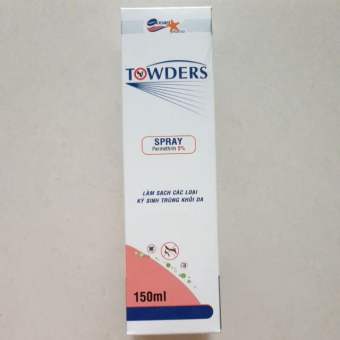 TOWDERS
SPRAY
Permethrin 5%
LÀM SẠCH CÁC LOẠI
KÝ SINH TRÙNG KHỎI DA
150ml